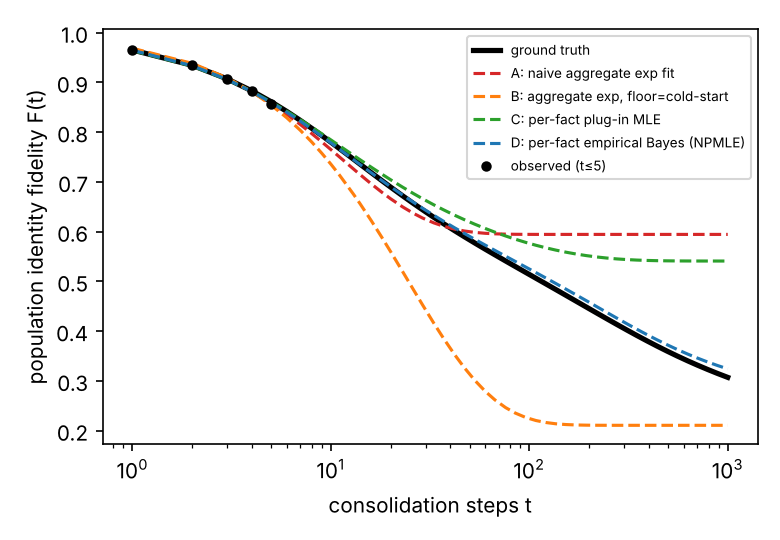 population identity fidelity F(t)
1.0
0.9
0.8
0.7
0.6
0.5
0.4
0.3
0.2
ground truth
A: naive aggregate exp fit
B: aggregate exp, floor=cold-start
C: per-fact plug-in MLE
D: per-fact empirical Bayes (NPMLE)
observed (t≤5)
10⁰ 10¹ 10² 10³
consolidation steps t